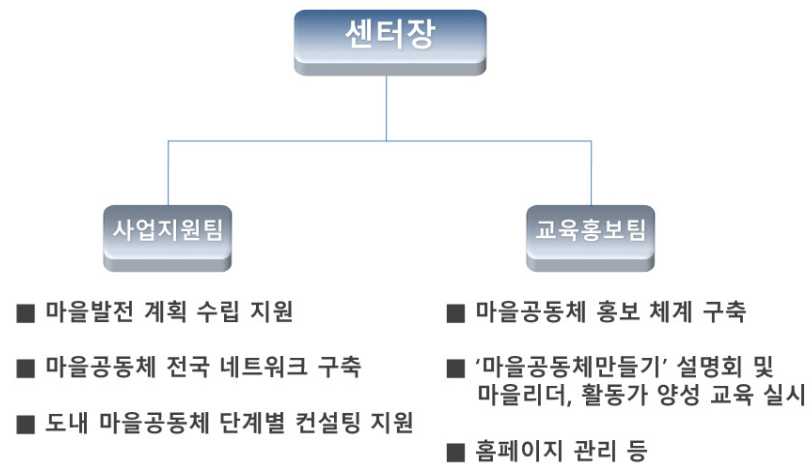 센터장
사업지원팀
■ 마을발전 계획 수립 지원
■ 마을공동체 전국 네트워크 구축
■ 도내 마을공동체 단계별 컨설팅 지원
교육홍보팀
■ 마을공동체 홍보 체계 구축
■ ‘마을공동체만들기’ 설명회 및
마을리더, 활동가 양성 교육 실시
■ 홈페이지 관리 등